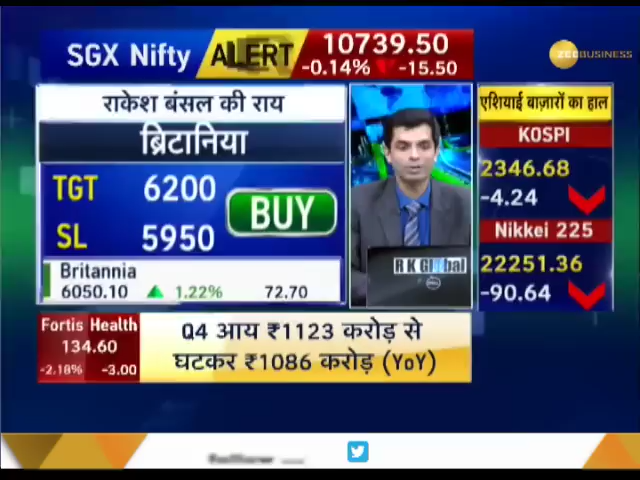 SGX Nifty
ALERT
10739.50
-0.14% -15.50
ZEE BUSINESS
राकेश बंसल की राय
ब्रिटानिया
TGT 6200
SL 5950
BUY
Britannia
6050.10 1.22% 72.70
R K Global
DELL
एशियाई बाज़ारों का हाल
KOSPI
2346.68
-4.24
Nikkei 225
22251.36
-90.64
Fortis Health
134.60
-2.18% -3.00
Q4 आय ₹1123 करोड़ से
घटकर ₹1086 करोड़ (YoY)